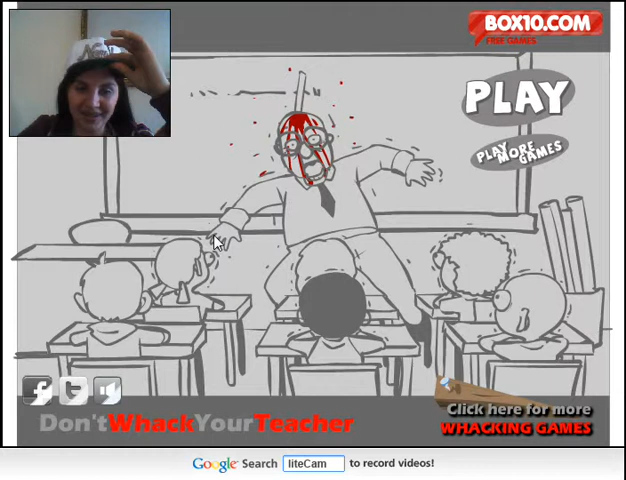 BOX10.COM
FREE GAMES
PLAY
PLAY MORE GAMES
Don'tWhackYourTeacher
Click here for more
WHACKING GAMES
Google Search liteCam to record videos!